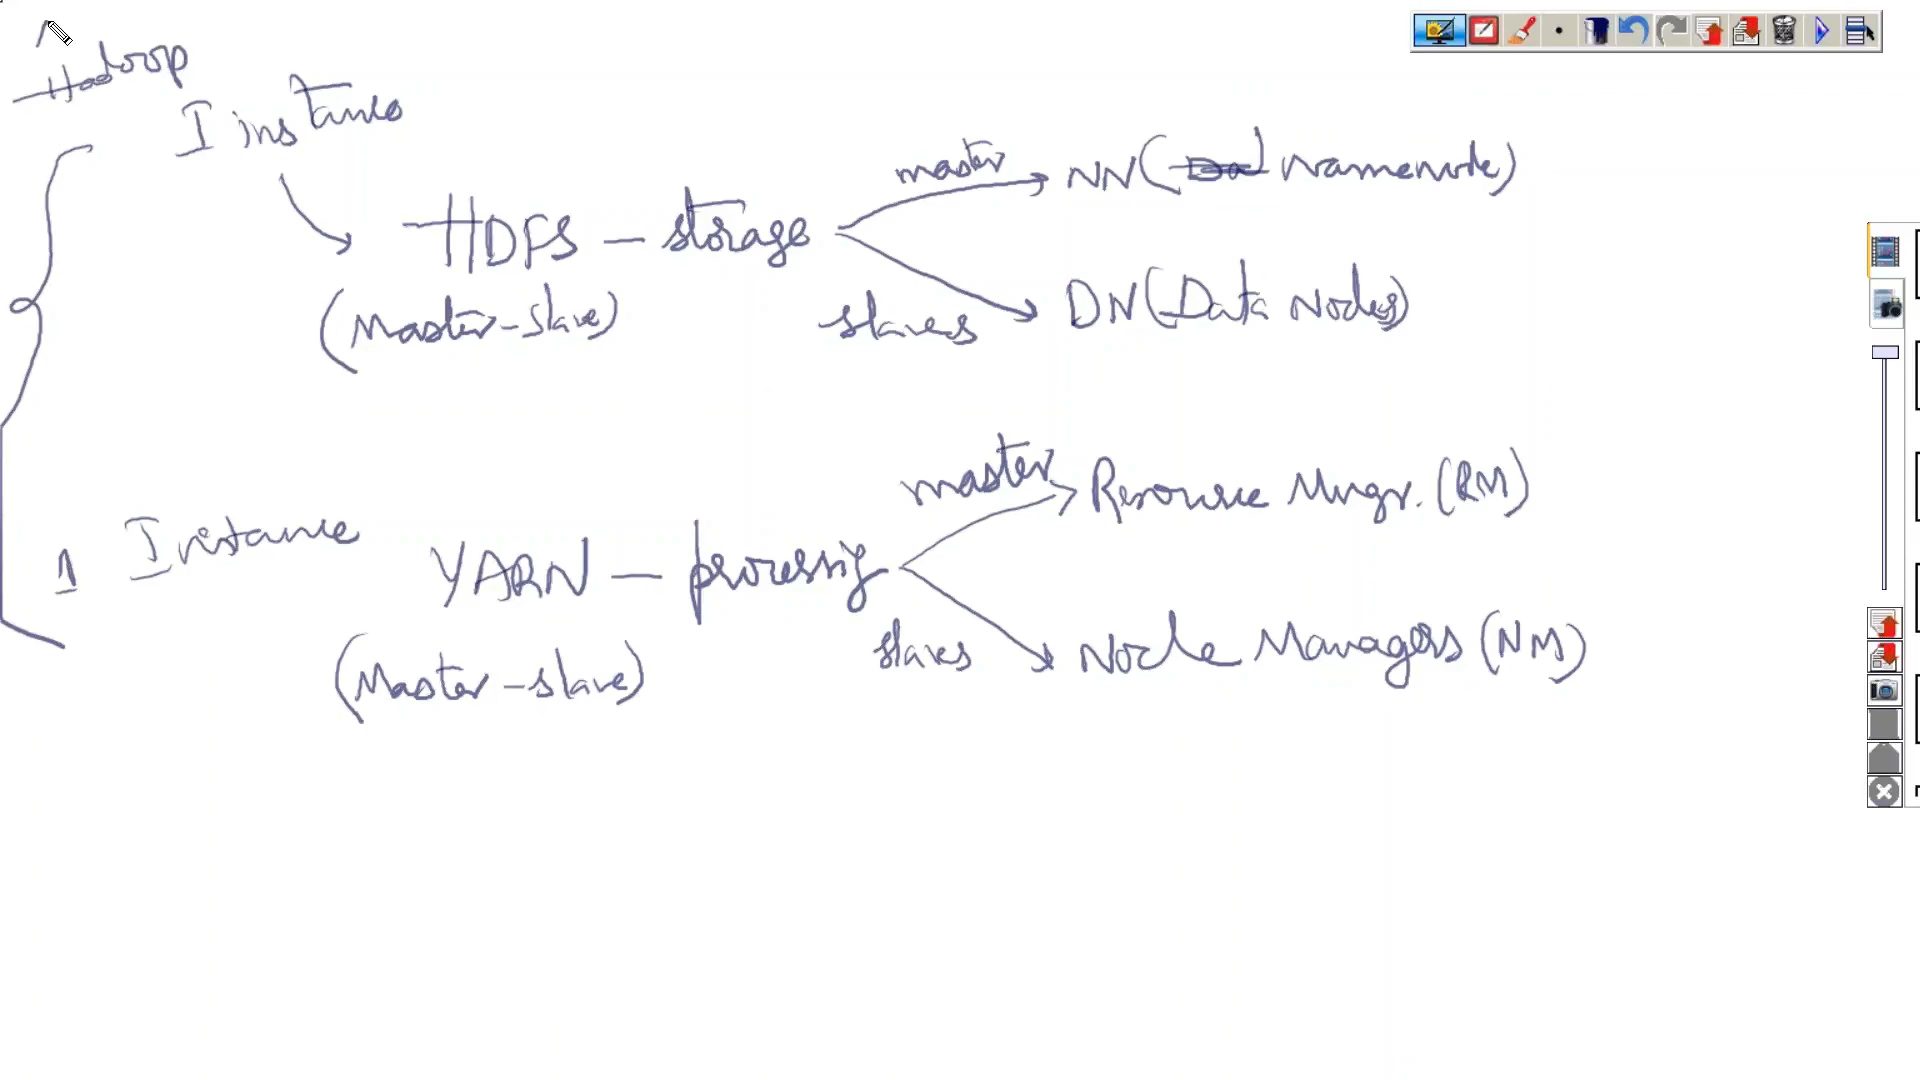 Hadoop
1 instance
master NN (Namenode)
HDFS - storage
(Master-slave)
slaves DN (Data Nodes)
master Resource Mngr. (RM)
1 Instance
YARN - processig
(Master-slave)
slaves Node Managers (NM)